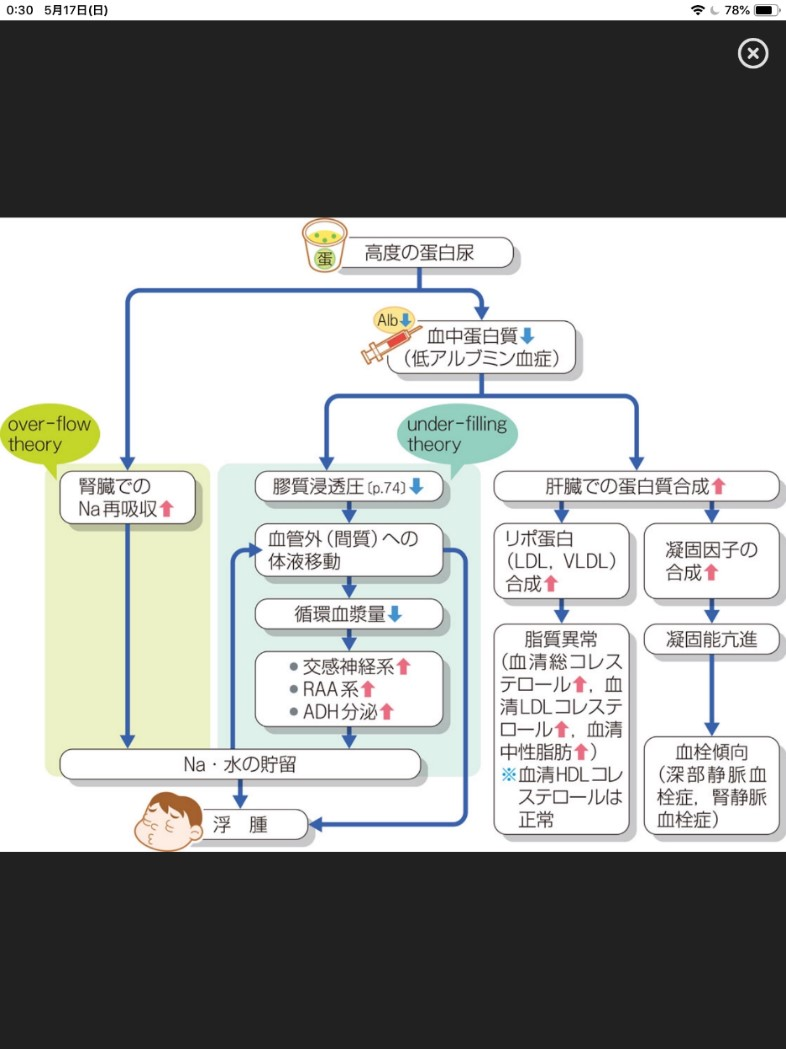 0:30 5月17日(日)
78%
蛋
高度の蛋白尿
Alb⬇
血中蛋白質⬇
(低アルブミン血症)
over-flow
theory
under-filling
theory
腎臓での
Na再吸収⬆
膠質浸透圧〔p.74〕⬇
肝臓での蛋白質合成⬆
血管外(間質)への
体液移動
リポ蛋白
(LDL, VLDL)
合成⬆
凝固因子の
合成⬆
循環血漿量⬇
●交感神経系⬆
●RAA系⬆
●ADH分泌⬆
脂質異常
(血清総コレス
テロール⬆, 血
清LDLコレステ
ロール⬆, 血清
中性脂肪⬆)
※血清HDLコレ
ステロールは
正常
凝固能亢進
血栓傾向
(深部静脈血
栓症, 腎静脈
血栓症)
Na・水の貯留
浮 腫